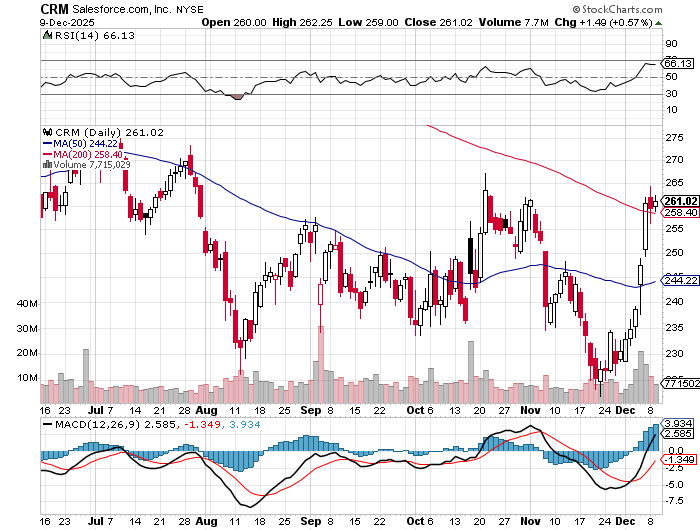 CRM Salesforce.com, Inc. NYSE © StockCharts.com
9-Dec-2025 Open 260.00 High 262.25 Low 259.00 Close 261.02 Volume 7.7M Chg +1.49 (+0.57%)
RSI(14) 66.13
90
70
66.13
50
30
10
CRM (Daily) 261.02
MA(50) 244.22
MA(200) 258.40
Volume 7,715,029
275
270
265
261.02
258.40
255
250
244.22
240
235
230
225
40M
30M
20M
10M
16 23 Jul 7 14 21 28 Aug 11 18 25 Sep 8 15 22 Oct 6 13 20 27 Nov 10 17 24 Dec 8
MACD(12,26,9) 2.585, -1.349, 3.934
3.934
2.585
0.0
-1.349
-2.5
-5.0
-7.5
16 23 Jul 7 14 21 28 Aug 11 18 25 Sep 8 15 22 Oct 6 13 20 27 Nov 10 17 24 Dec 8